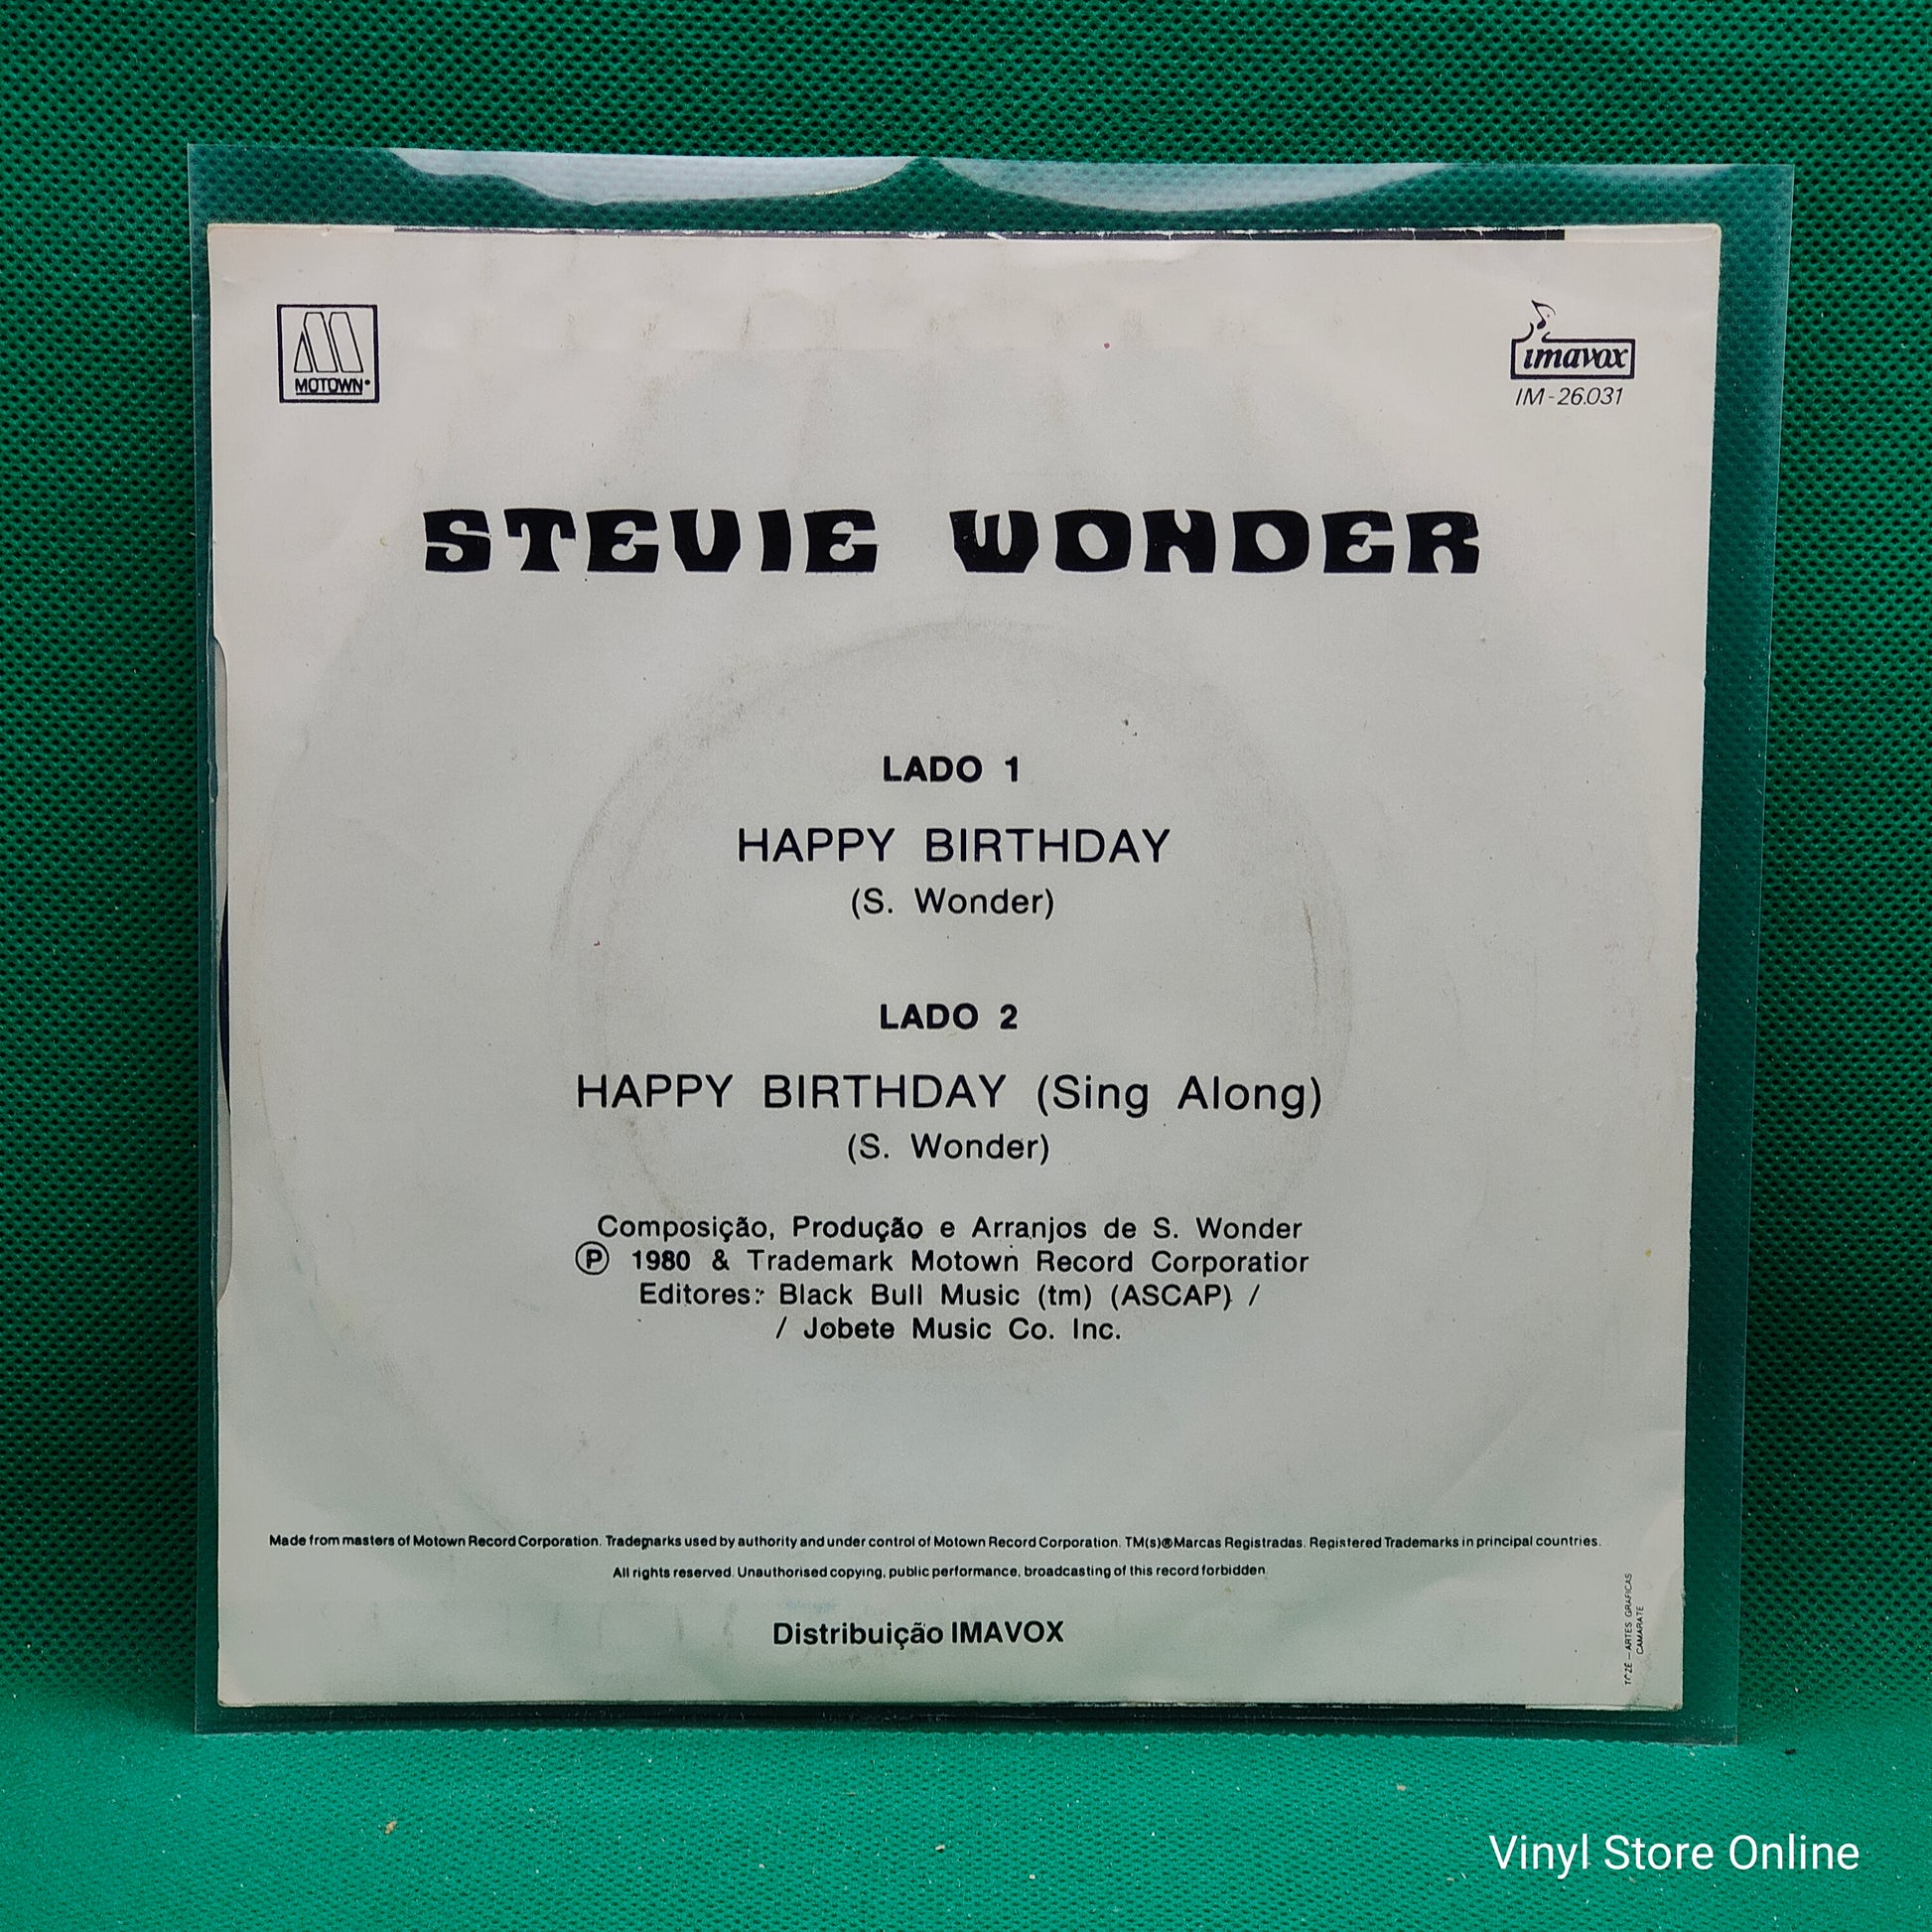 MOTOWN®
imavox
IM-26.031
STEVIE WONDER
LADO 1
HAPPY BIRTHDAY
(S. Wonder)
LADO 2
HAPPY BIRTHDAY (Sing Along)
(S. Wonder)
Composição, Produção e Arranjos de S. Wonder
Ⓟ 1980 & Trademark Motown Record Corporatior
Editores: Black Bull Music (tm) (ASCAP) /
/ Jobete Music Co. Inc.
Made from masters of Motown Record Corporation. Trademarks used by authority and under control of Motown Record Corporation. TM(s)® Marcas Registradas. Registered Trademarks in principal countries.
All rights reserved. Unauthorised copying, public performance, broadcasting of this record forbidden
Distribuição IMAVOX
— ARTES GRAFICAS
CAMARATE
Vinyl Store Online